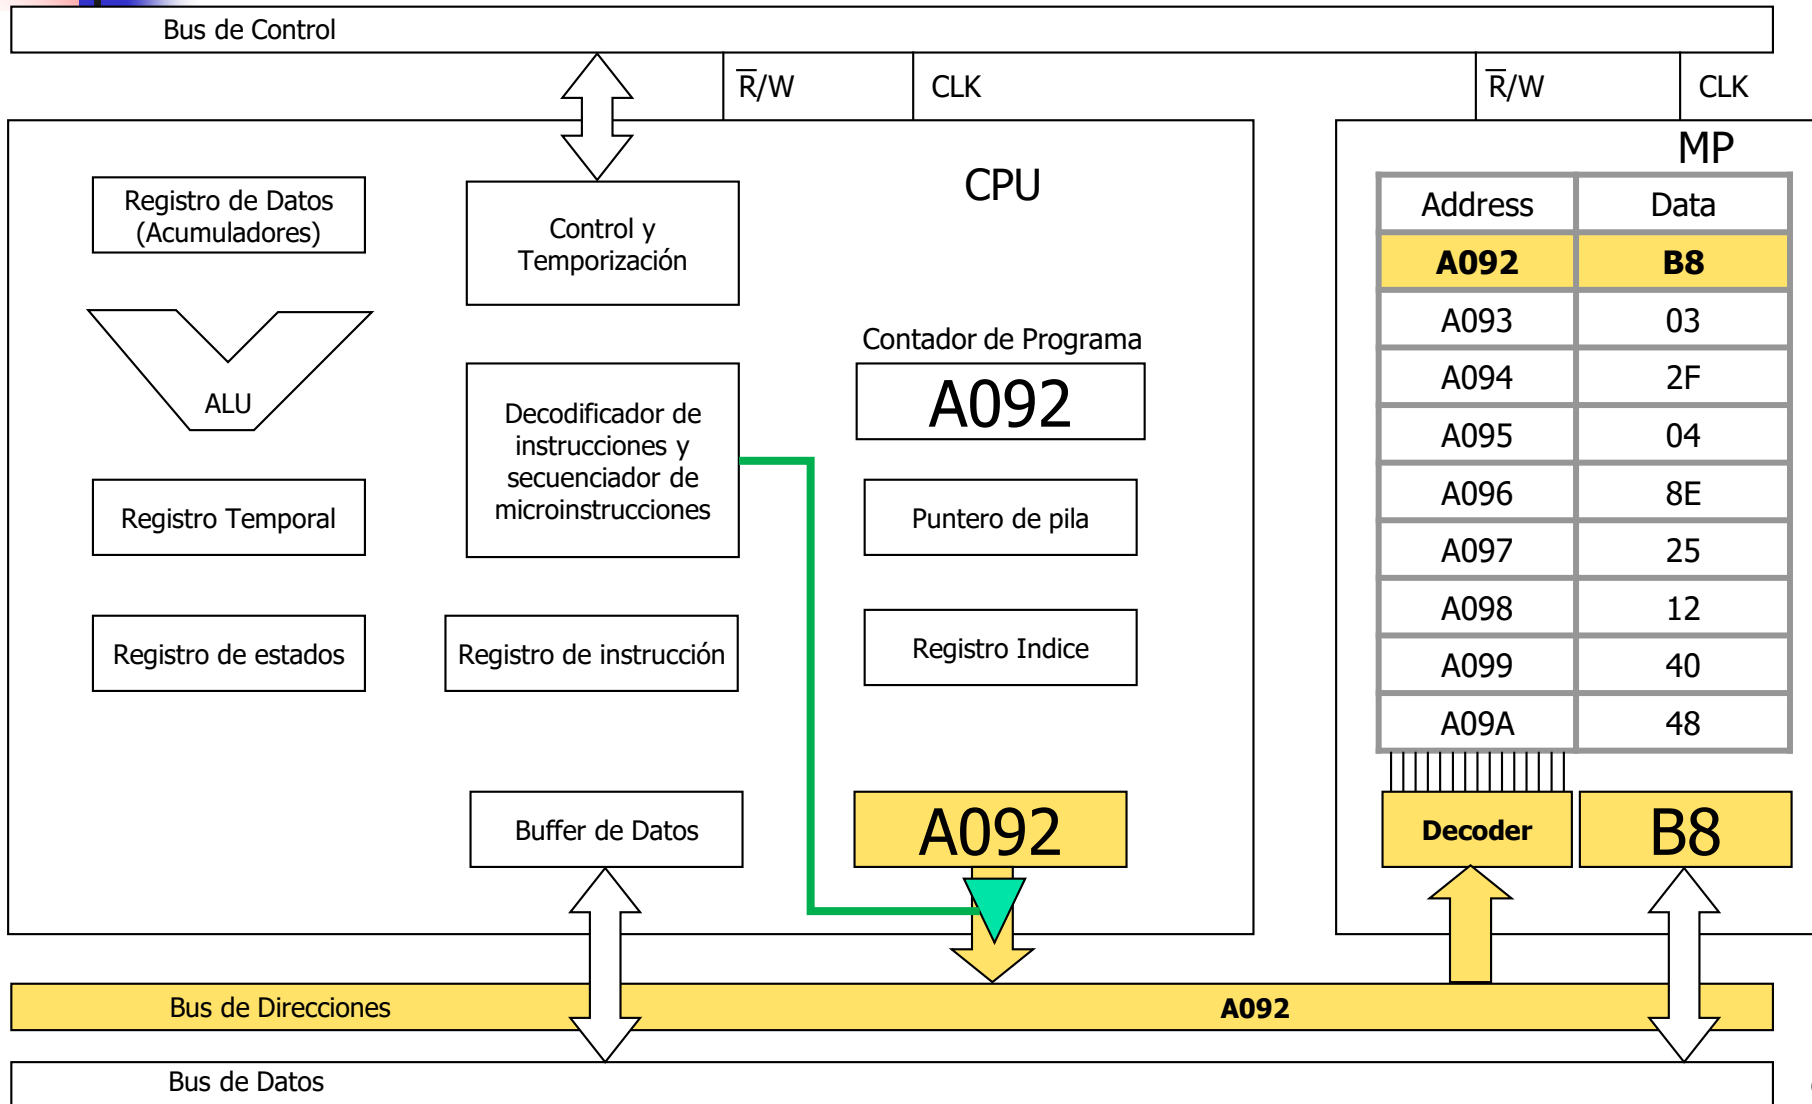 Bus de Control
R̅/W
CLK
R̅/W
CLK
CPU
Registro de Datos
(Acumuladores)
Control y
Temporización
ALU
Contador de Programa
A092
Decodificador de
instrucciones y
secuenciador de
microinstrucciones
Registro Temporal
Puntero de pila
Registro de estados
Registro de instrucción
Registro Indice
Buffer de Datos
A092
MP
Address Data
A092 B8
A093 03
A094 2F
A095 04
A096 8E
A097 25
A098 12
A099 40
A09A 48
Decoder
B8
Bus de Direcciones
A092
Bus de Datos